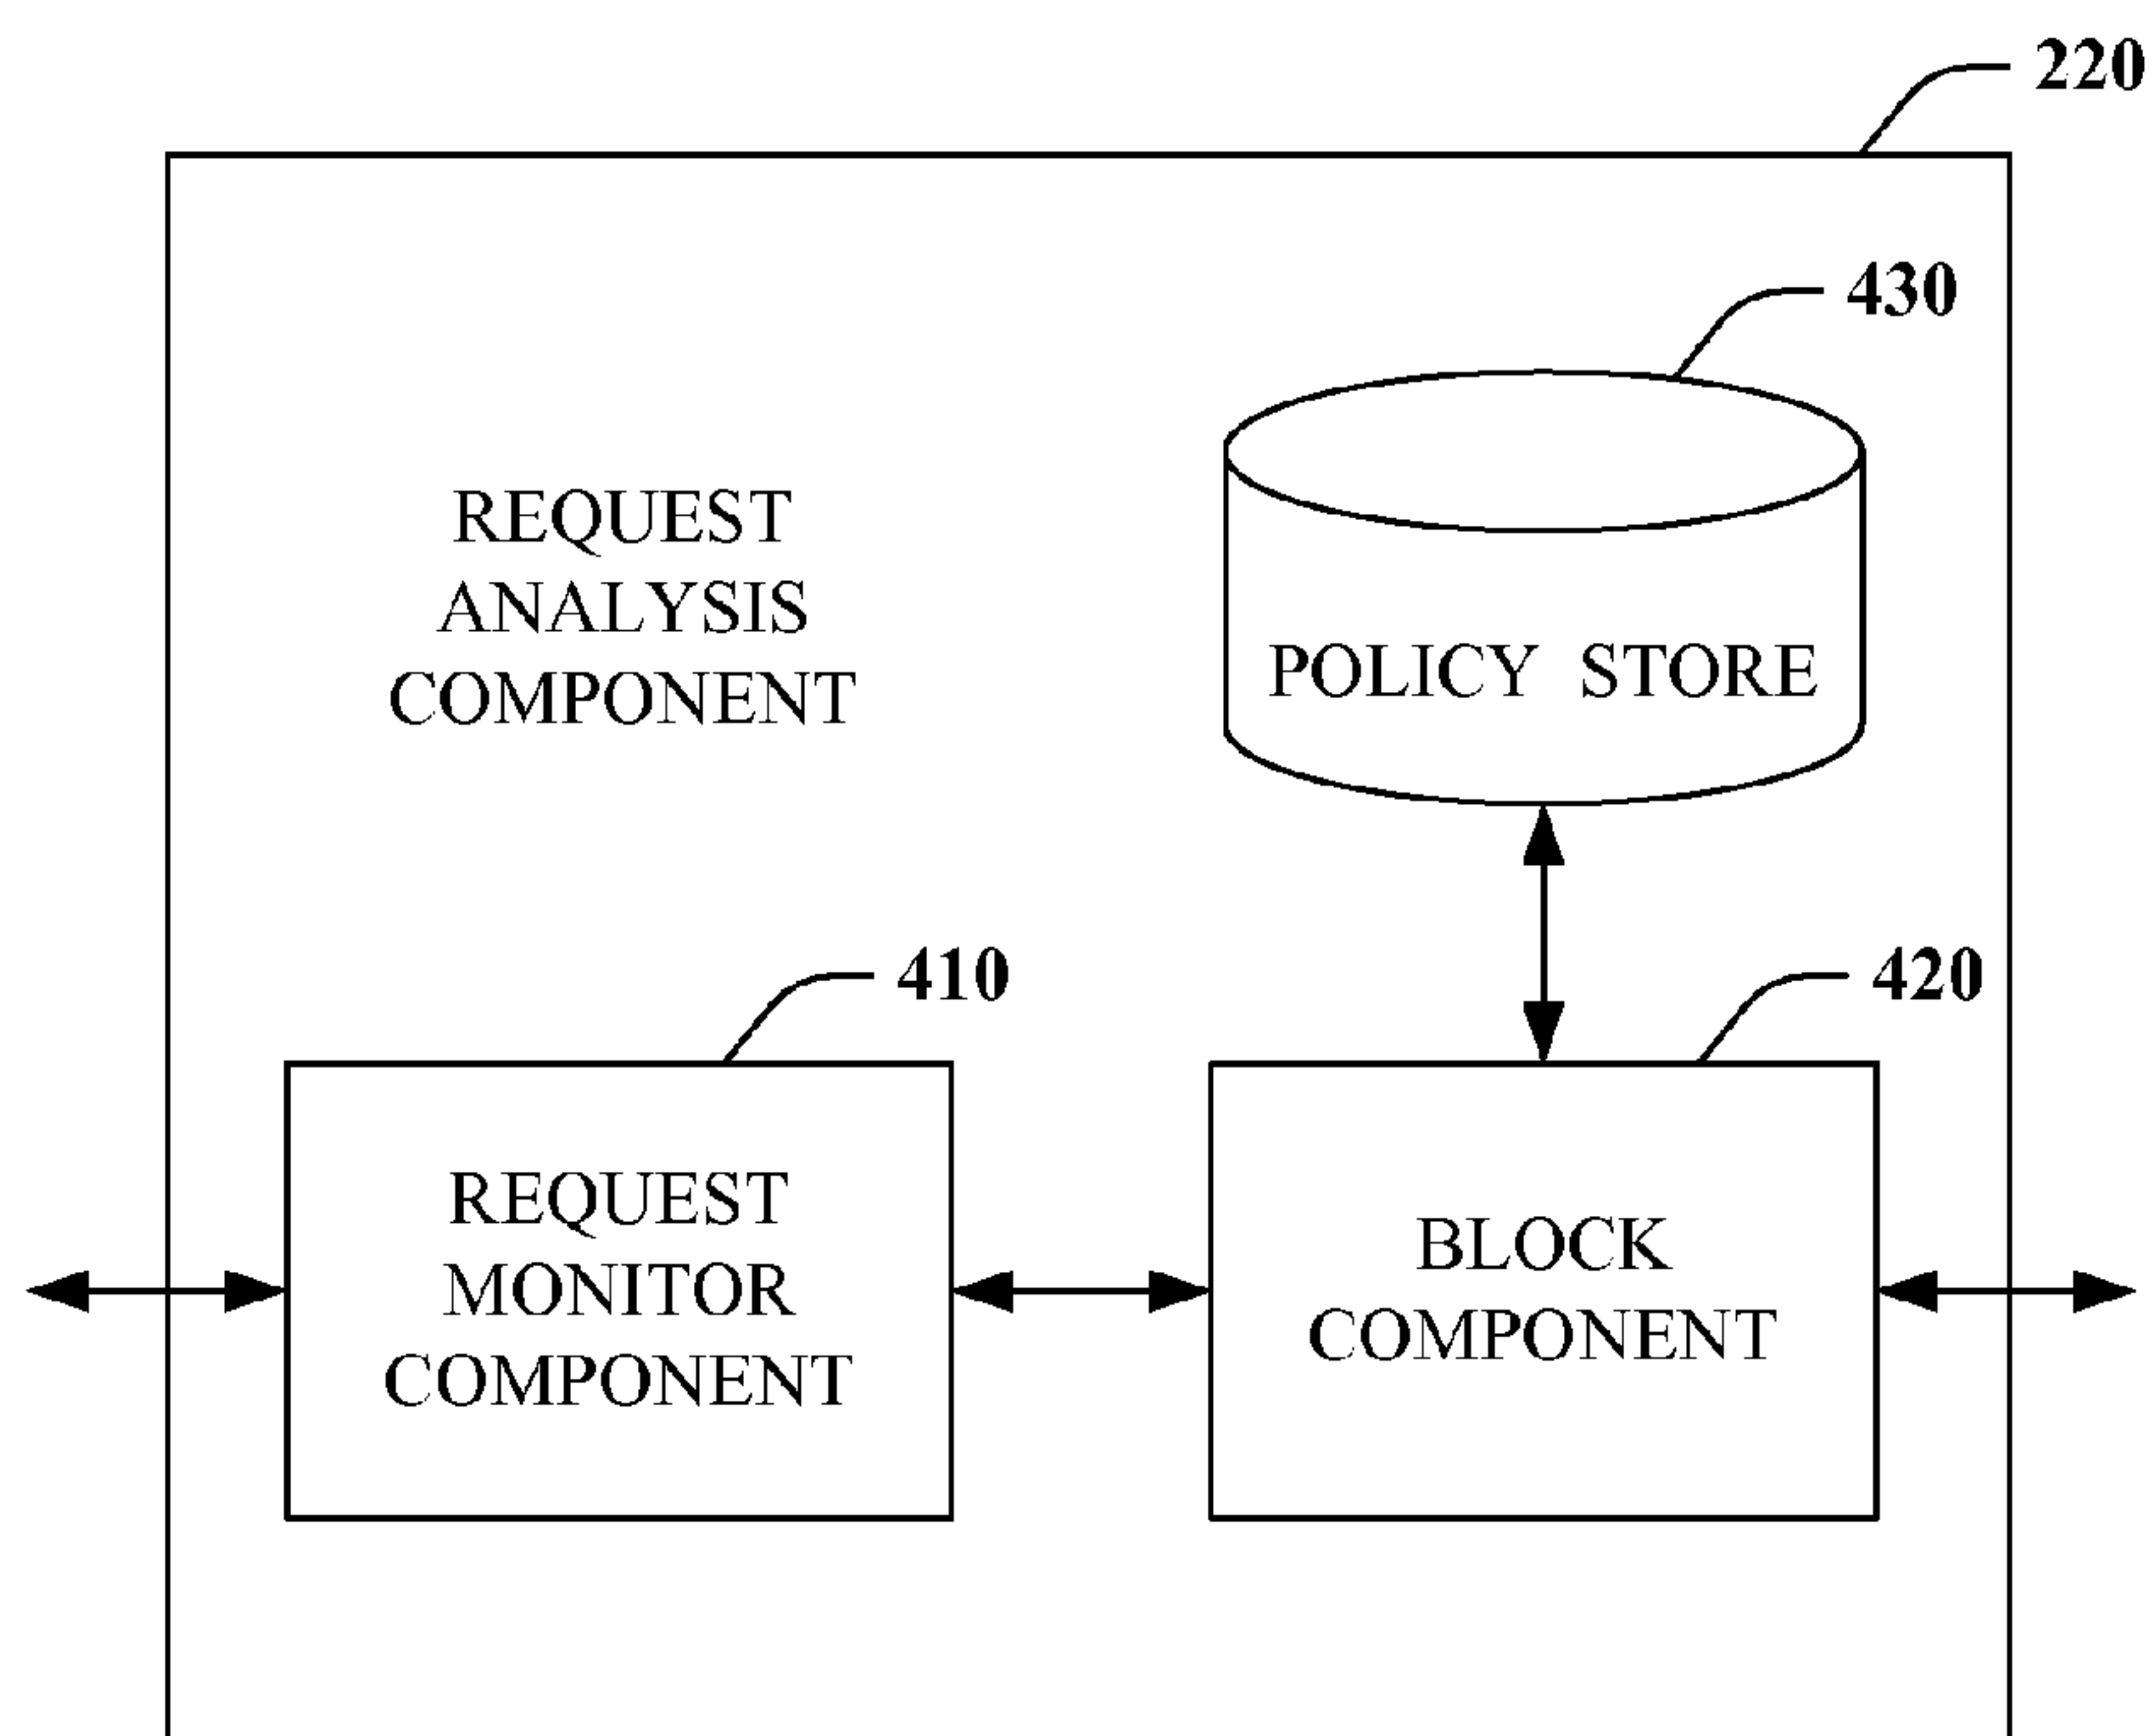 220
430
REQUEST
ANALYSIS
COMPONENT
POLICY STORE
410
420
REQUEST
MONITOR
COMPONENT
BLOCK
COMPONENT